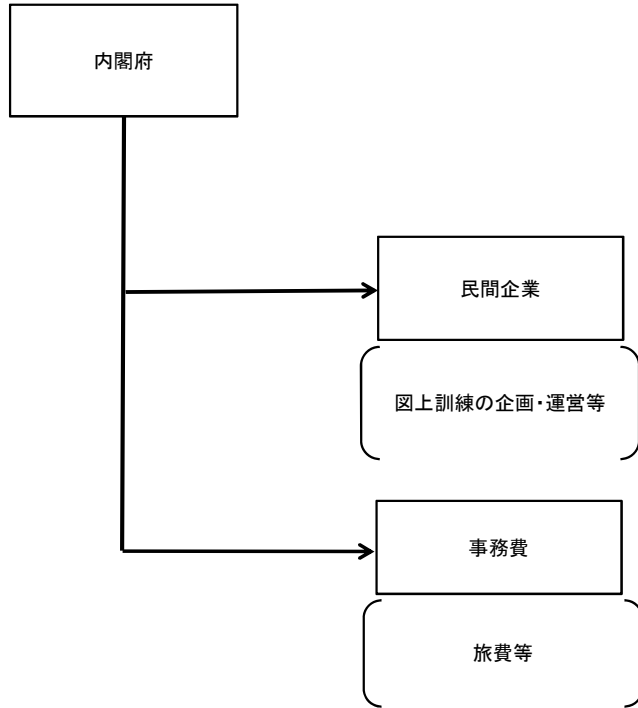 内閣府
民間企業
図上訓練の企画・運営等
事務費
旅費等